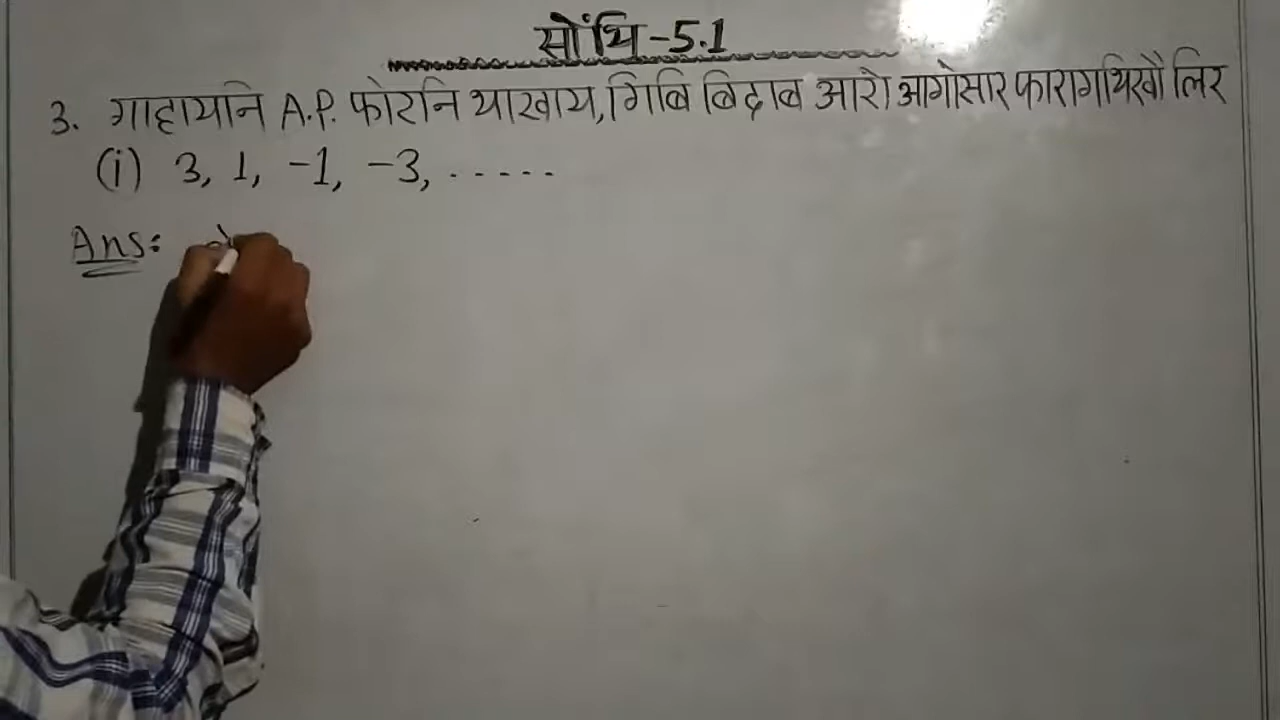 सोंथि-5.1
3. गाहायनि A.P. फोरनि थाखाय, गिबि बिदाब आरो आगोसार फारागथिखौ लिर
(i) 3, 1, -1, -3, .....
Ans: